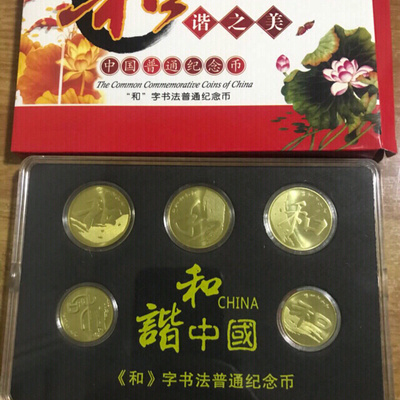 和
谐之美
中国普通纪念币
The Common Commemorative Coins of China
“和”字书法普通纪念币
和
CHINA
諧中國
《和》字书法普通纪念币